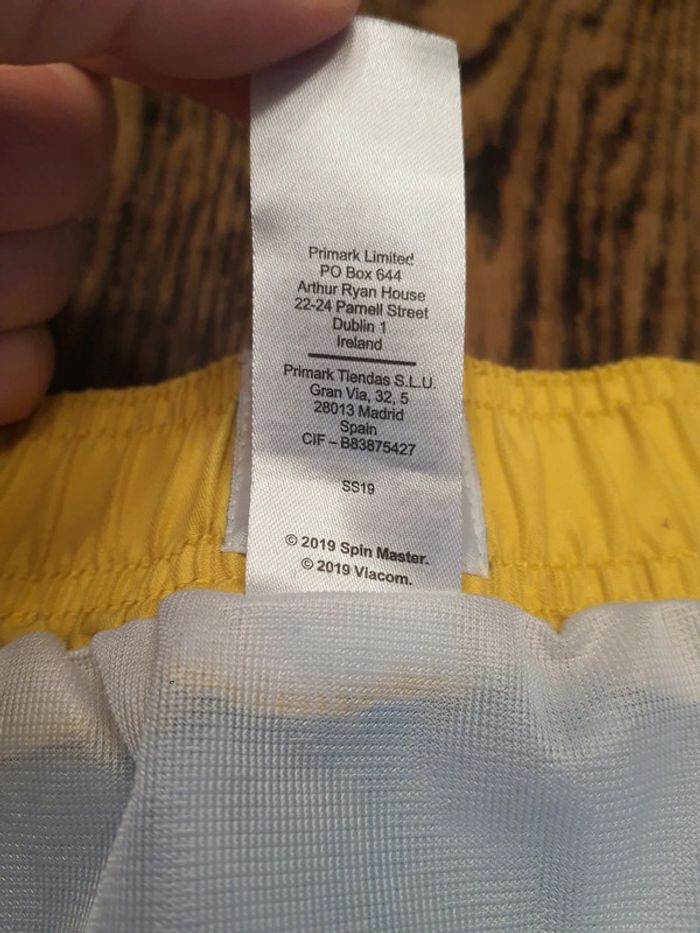 Primark Limited
PO Box 644
Arthur Ryan House
22-24 Parnell Street
Dublin 1
Ireland
Primark Tiendas S.L.U.
Gran Via, 32, 5
28013 Madrid
Spain
CIF – B83875427
SS19
© 2019 Spin Master.
© 2019 Viacom.